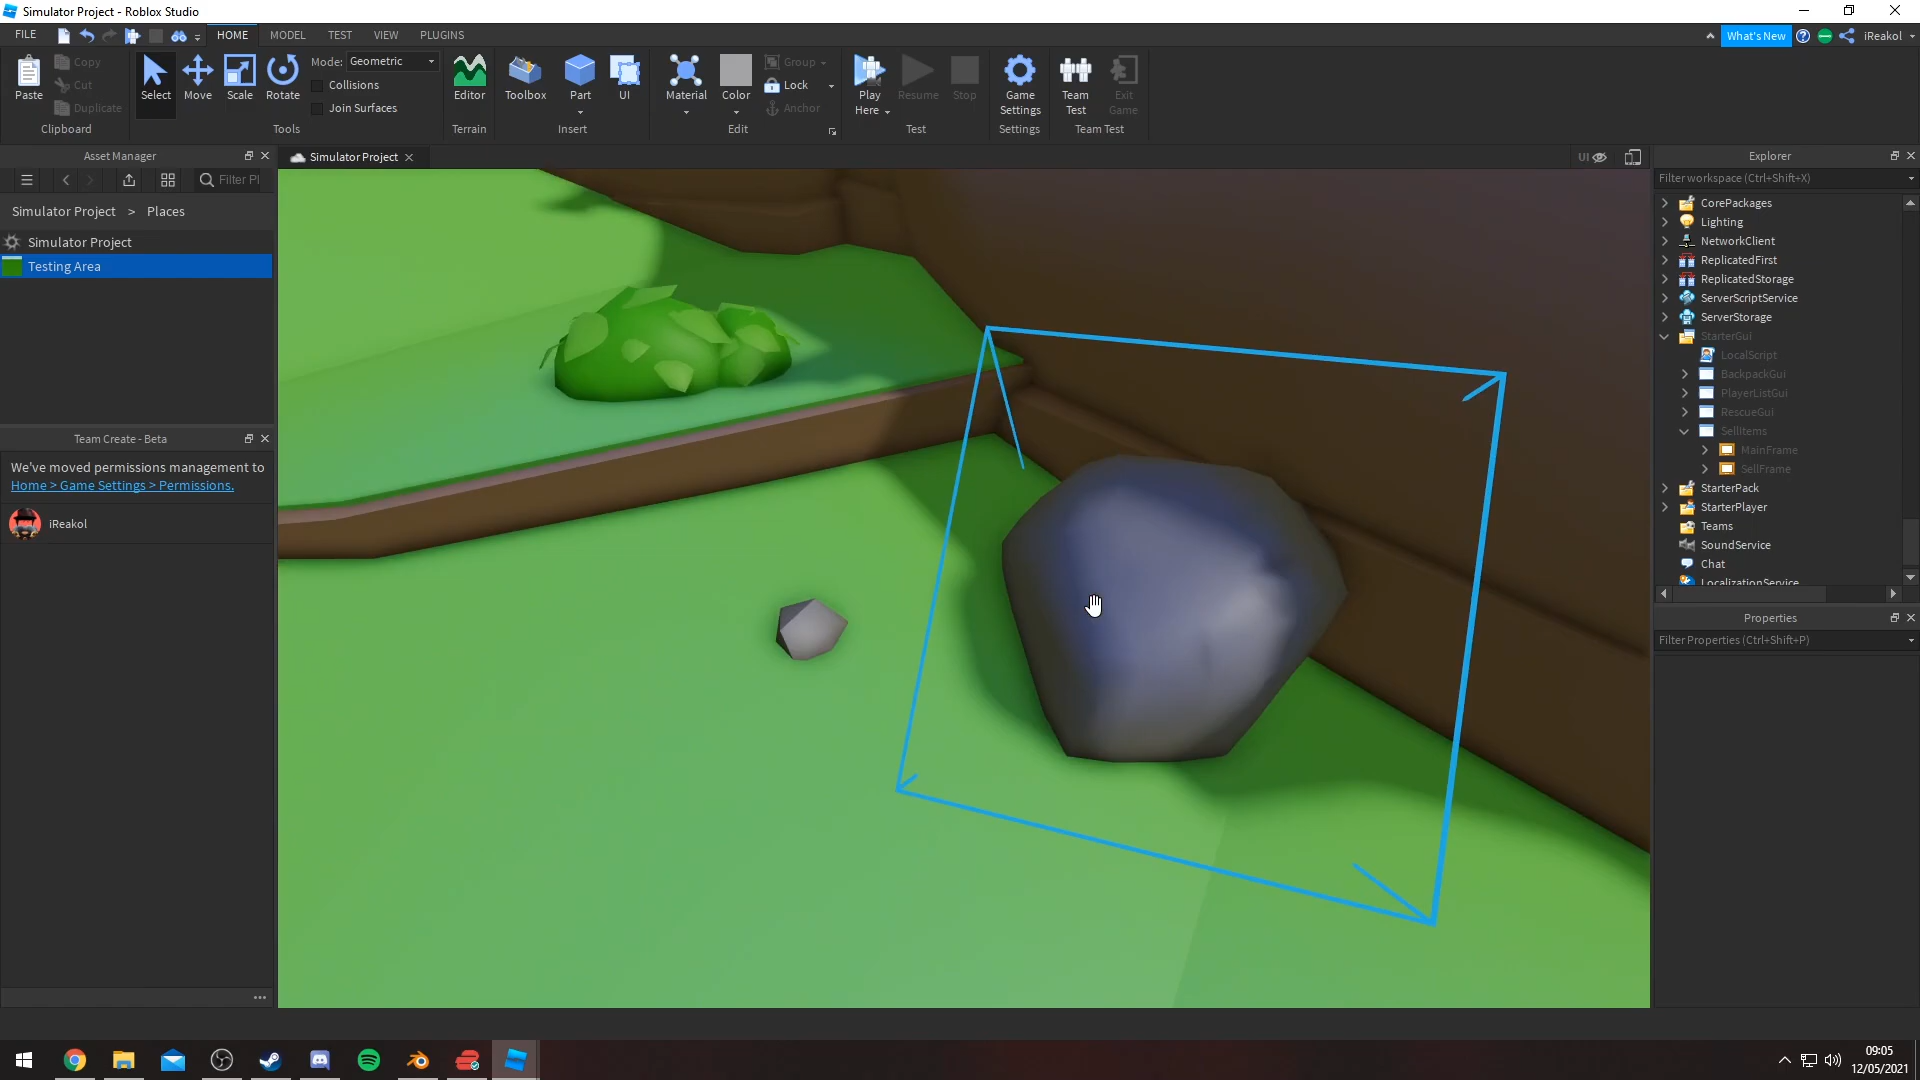 Simulator Project - Roblox Studio
FILE
HOME
MODEL
TEST
VIEW
PLUGINS
What's New
iReakol
Paste
Copy
Cut
Duplicate
Clipboard
Select
Move
Scale
Rotate
Mode: Geometric
Collisions
Join Surfaces
Tools
Editor
Terrain
Toolbox
Part
UI
Insert
Material
Color
Group
Lock
Anchor
Edit
Play Here
Resume
Stop
Test
Game Settings
Settings
Team Test
Exit Game
Team Test
Asset Manager
Filter Pl
Simulator Project > Places
Simulator Project
Testing Area
Team Create - Beta
We've moved permissions management to
Home > Game Settings > Permissions.
iReakol
Simulator Project
UI
Explorer
Filter workspace (Ctrl+Shift+X)
CorePackages
Lighting
NetworkClient
ReplicatedFirst
ReplicatedStorage
ServerScriptService
ServerStorage
StarterGui
LocalScript
BackpackGui
PlayerListGui
RescueGui
SellItems
MainFrame
SellFrame
StarterPack
StarterPlayer
Teams
SoundService
Chat
LocalizationService
Properties
Filter Properties (Ctrl+Shift+P)
09:05
12/05/2021